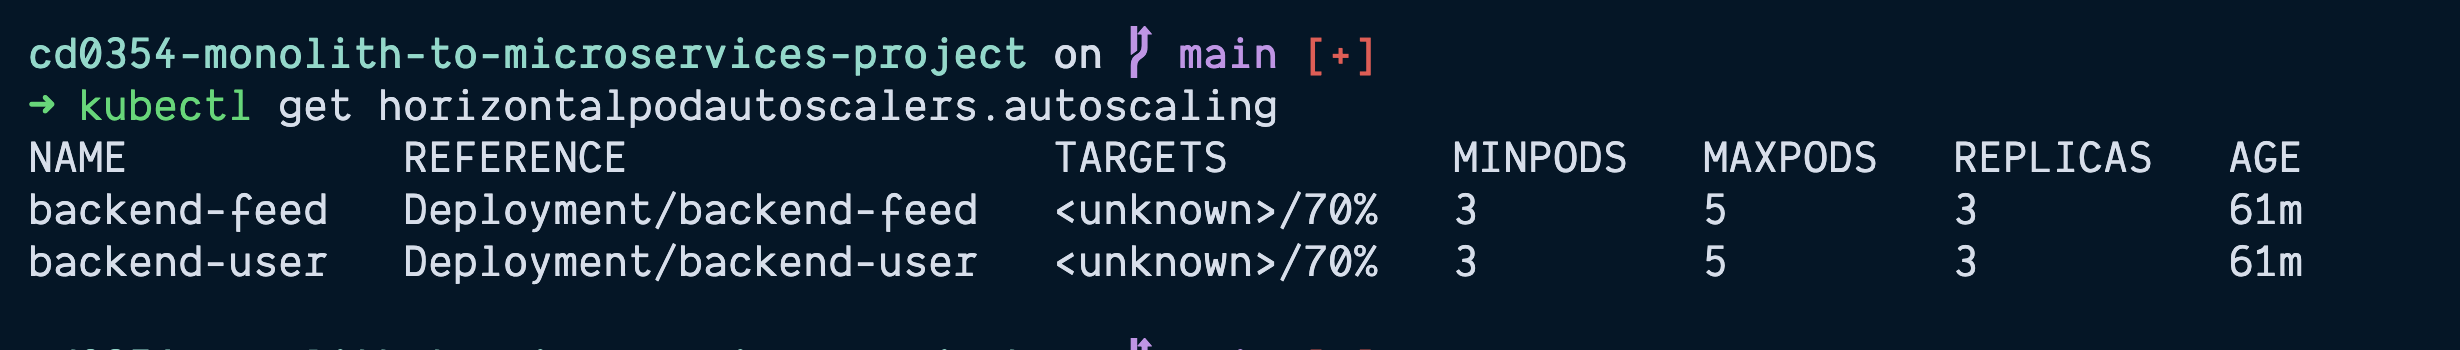 cd0354-monolith-to-microservices-project on main [+]
➜ kubectl get horizontalpodautoscalers.autoscaling
NAME REFERENCE TARGETS MINPODS MAXPODS REPLICAS AGE
backend-feed Deployment/backend-feed <unknown>/70% 3 5 3 61m
backend-user Deployment/backend-user <unknown>/70% 3 5 3 61m